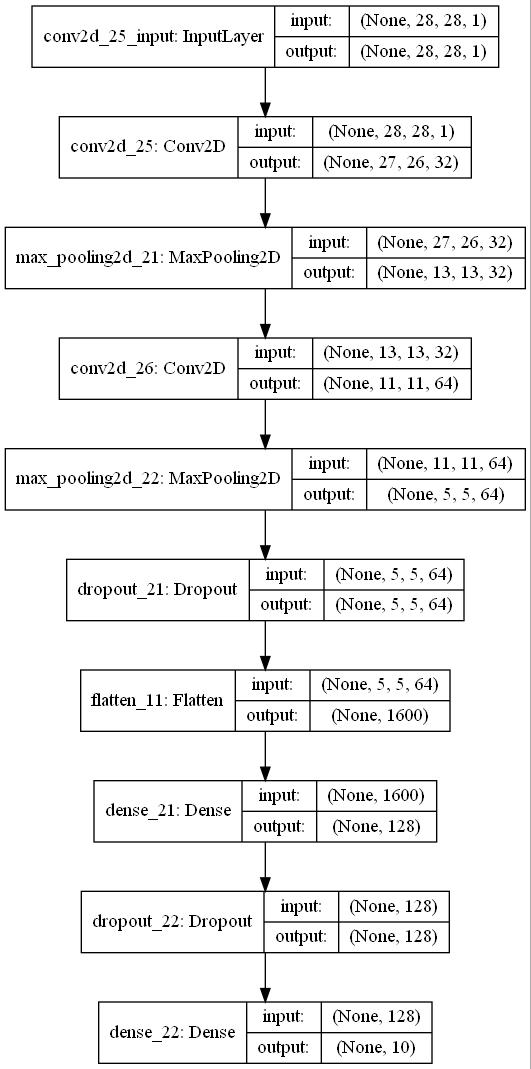 conv2d_25_input: InputLayer
input: (None, 28, 28, 1)
output: (None, 28, 28, 1)
conv2d_25: Conv2D
input: (None, 28, 28, 1)
output: (None, 27, 26, 32)
max_pooling2d_21: MaxPooling2D
input: (None, 27, 26, 32)
output: (None, 13, 13, 32)
conv2d_26: Conv2D
input: (None, 13, 13, 32)
output: (None, 11, 11, 64)
max_pooling2d_22: MaxPooling2D
input: (None, 11, 11, 64)
output: (None, 5, 5, 64)
dropout_21: Dropout
input: (None, 5, 5, 64)
output: (None, 5, 5, 64)
flatten_11: Flatten
input: (None, 5, 5, 64)
output: (None, 1600)
dense_21: Dense
input: (None, 1600)
output: (None, 128)
dropout_22: Dropout
input: (None, 128)
output: (None, 128)
dense_22: Dense
input: (None, 128)
output: (None, 10)